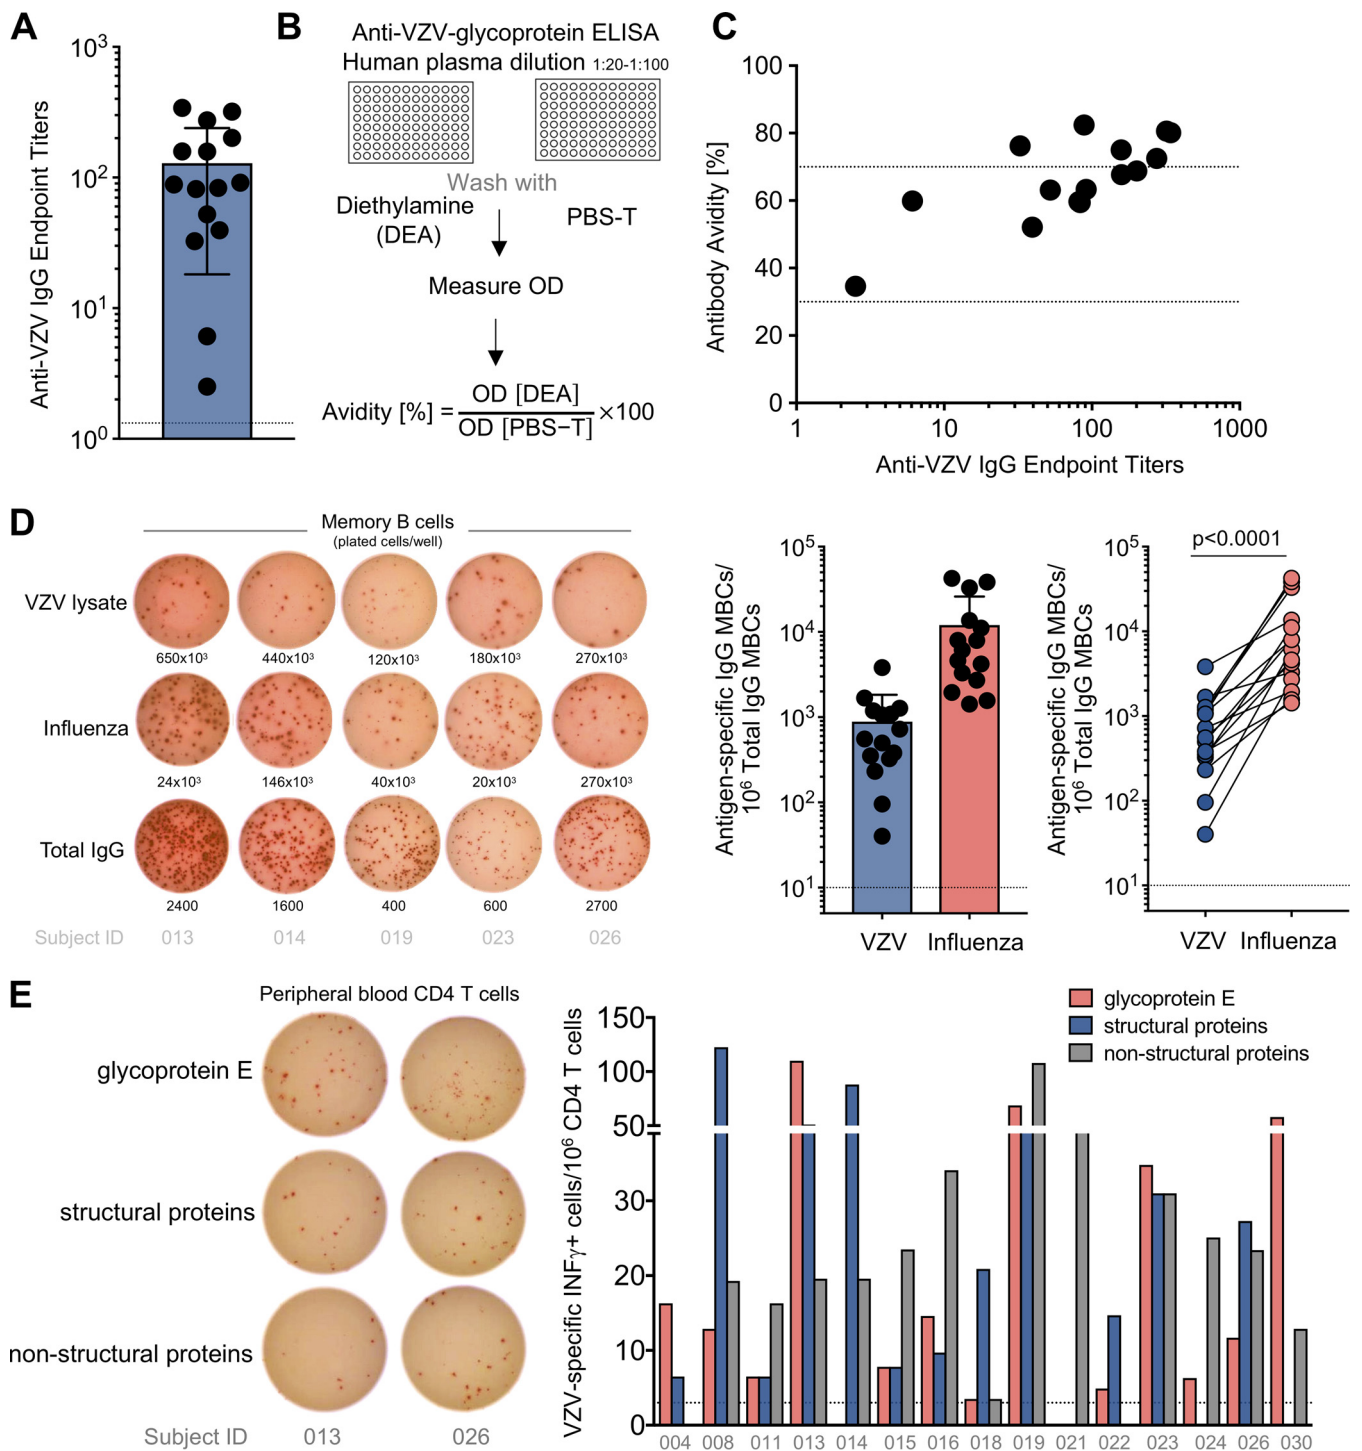 A
10³
10²
10¹
10⁰
Anti-VZV IgG Endpoint Titers
B
Anti-VZV-glycoprotein ELISA
Human plasma dilution 1:20-1:100
Wash with
Diethylamine
(DEA)
PBS-T
Measure OD
Avidity [%] = OD [DEA] / OD [PBS−T] ×100
C
100
80
60
40
20
0
Antibody Avidity [%]
1 10 100 1000
Anti-VZV IgG Endpoint Titers
D
Memory B cells
(plated cells/well)
VZV lysate
650x10³ 440x10³ 120x10³ 180x10³ 270x10³
Influenza
24x10³ 146x10³ 40x10³ 20x10³ 270x10³
Total IgG
2400 1600 400 600 2700
Subject ID 013 014 019 023 026
Antigen-specific IgG MBCs/
10⁶ Total IgG MBCs
10⁵
10⁴
10³
10²
10¹
VZV Influenza
Antigen-specific IgG MBCs/
10⁶ Total IgG MBCs
10⁵
10⁴
10³
10²
10¹
p<0.0001
VZV Influenza
E
Peripheral blood CD4 T cells
glycoprotein E
structural proteins
non-structural proteins
Subject ID 013 026
VZV-specific INFγ+ cells/10⁶ CD4 T cells
150
100
50
30
20
10
0
glycoprotein E
structural proteins
non-structural proteins
004 008 011 013 014 015 016 018 019 021 022 023 024 026 030